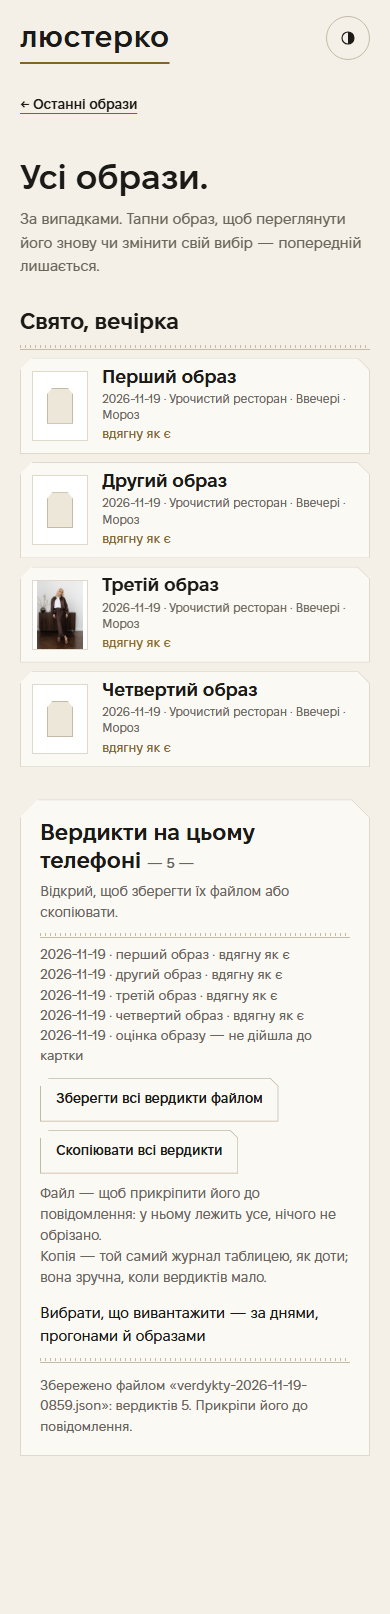 люстерко
← Останні образи
Усі образи.
За випадками. Тапни образ, щоб переглянути
його знову чи змінити свій вибір — попередній
лишається.
Свято, вечірка
Перший образ
2026-11-19 · Урочистий ресторан · Ввечері ·
Мороз
вдягну як є
Другий образ
2026-11-19 · Урочистий ресторан · Ввечері ·
Мороз
вдягну як є
Третій образ
2026-11-19 · Урочистий ресторан · Ввечері ·
Мороз
вдягну як є
Четвертий образ
2026-11-19 · Урочистий ресторан · Ввечері ·
Мороз
вдягну як є
Вердикти на цьому
телефоні — 5 —
Відкрий, щоб зберегти їх файлом або
скопіювати.
2026-11-19 · перший образ · вдягну як є
2026-11-19 · другий образ · вдягну як є
2026-11-19 · третій образ · вдягну як є
2026-11-19 · четвертий образ · вдягну як є
2026-11-19 · оцінка образу — не дійшла до
картки
Зберегти всі вердикти файлом
Скопіювати всі вердикти
Файл — щоб прикріпити його до
повідомлення: у ньому лежить усе, нічого не
обрізано.
Копія — той самий журнал таблицею, як доти;
вона зручна, коли вердиктів мало.
Вибрати, що вивантажити — за днями,
прогонами й образами
Збережено файлом «verdykty-2026-11-19-
0859.json»: вердиктів 5. Прикріпи його до
повідомлення.